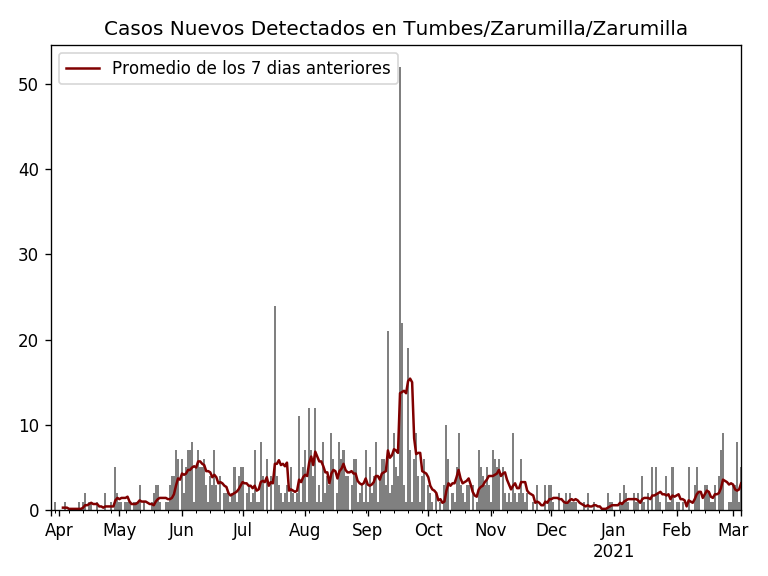 Casos Nuevos Detectados en Tumbes/Zarumilla/Zarumilla
Promedio de los 7 dias anteriores
50
40
30
20
10
0
Apr May Jun Jul Aug Sep Oct Nov Dec Jan Feb Mar
2021